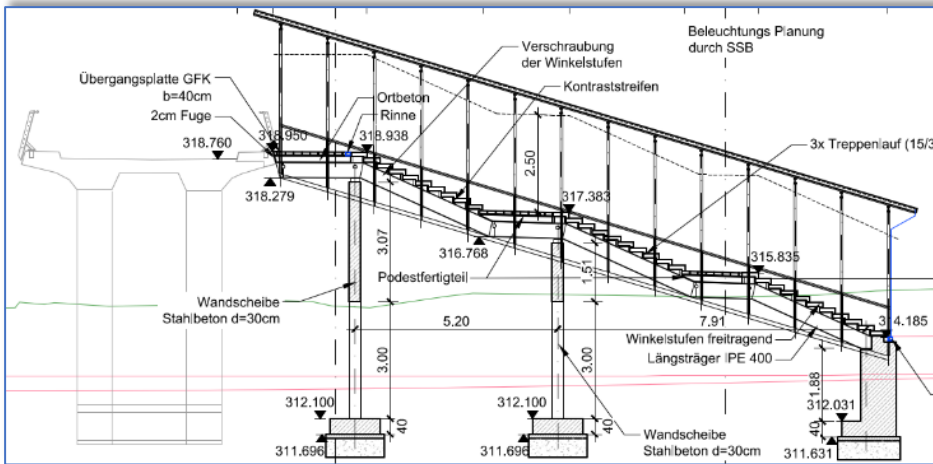 Beleuchtungs Planung
durch SSB
Verschraubung
der Winkelstufen
Übergangsplatte GFK
b=40cm
Kontraststreifen
Ortbeton
2cm Fuge
Rinne
318.950
318.938
318.760
3x Treppenlauf (15/3
2.50
318.279
317.383
3.07
316.768
1.51
315.835
Podestfertigteil
Wandscheibe
Stahlbeton d=30cm
5.20
7.91
Winkelstufen freitragend
Längsträger IPE 400
3.00
3.00
1.88
312.100
312.100
312.031
40
40
40
311.696
311.696
311.631
Wandscheibe
Stahlbeton d=30cm